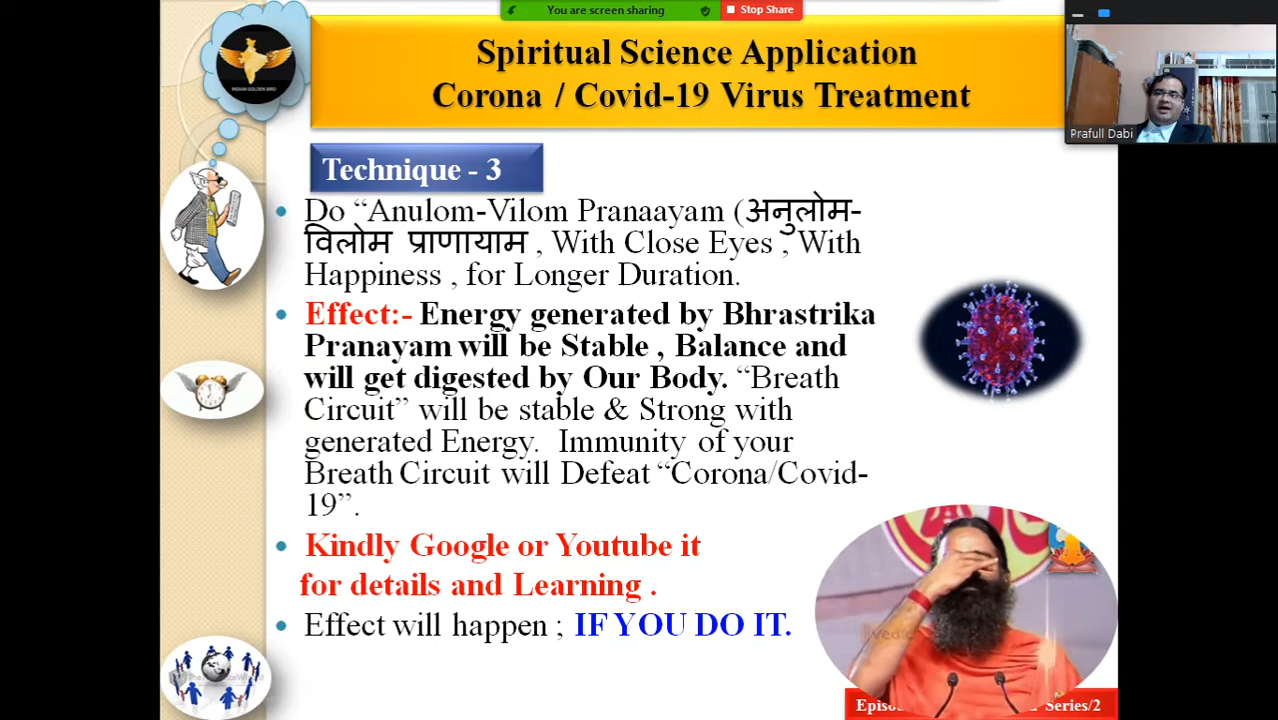 You are screen sharing
Stop Share
Spiritual Science Application
Corona / Covid-19 Virus Treatment
Prafull Dabi
INDIAN GOLDEN BIRD
Technique - 3
Do “Anulom-Vilom Pranaayam (अनुलोम-
विलोम प्राणायाम , With Close Eyes , With
Happiness , for Longer Duration.
Effect:- Energy generated by Bhrastrika
Pranayam will be Stable , Balance and
will get digested by Our Body. “Breath
Circuit” will be stable & Strong with
generated Energy. Immunity of your
Breath Circuit will Defeat “Corona/Covid-
19”.
Kindly Google or Youtube it
for details and Learning .
Effect will happen ; IF YOU DO IT.
Series/2